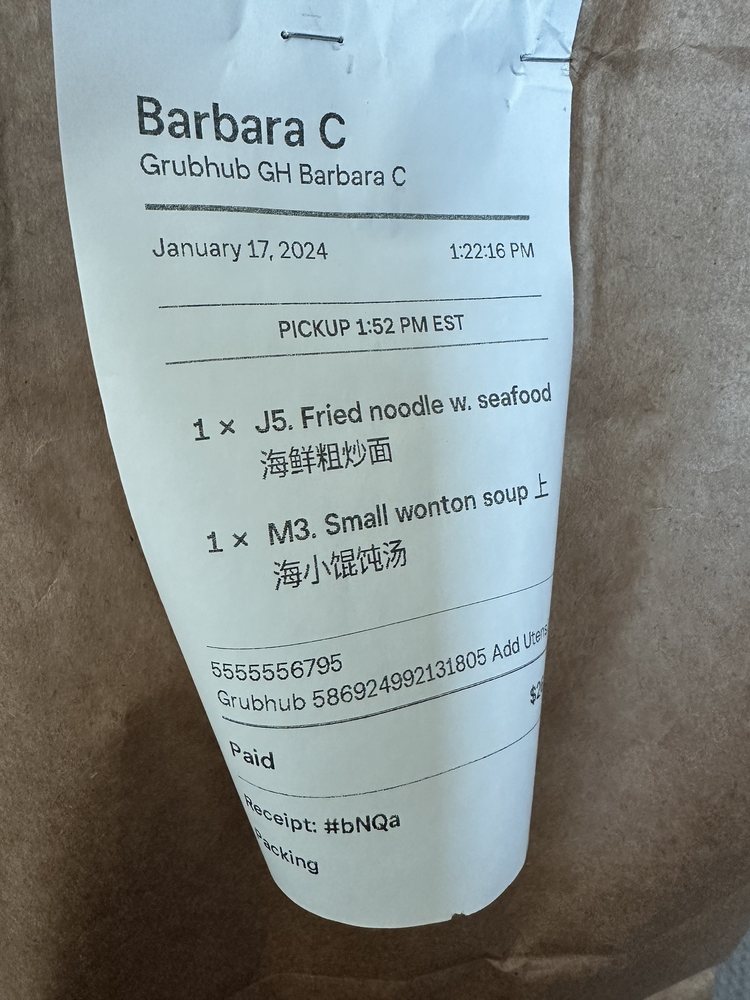 Barbara C
Grubhub GH Barbara C
January 17, 2024 1:22:16 PM
PICKUP 1:52 PM EST
1 × J5. Fried noodle w. seafood
海鲜粗炒面
1 × M3. Small wonton soup 上
海小馄饨汤
5555556795
Grubhub 586924992131805 Add
Paid
Receipt: #bNQa
Packing